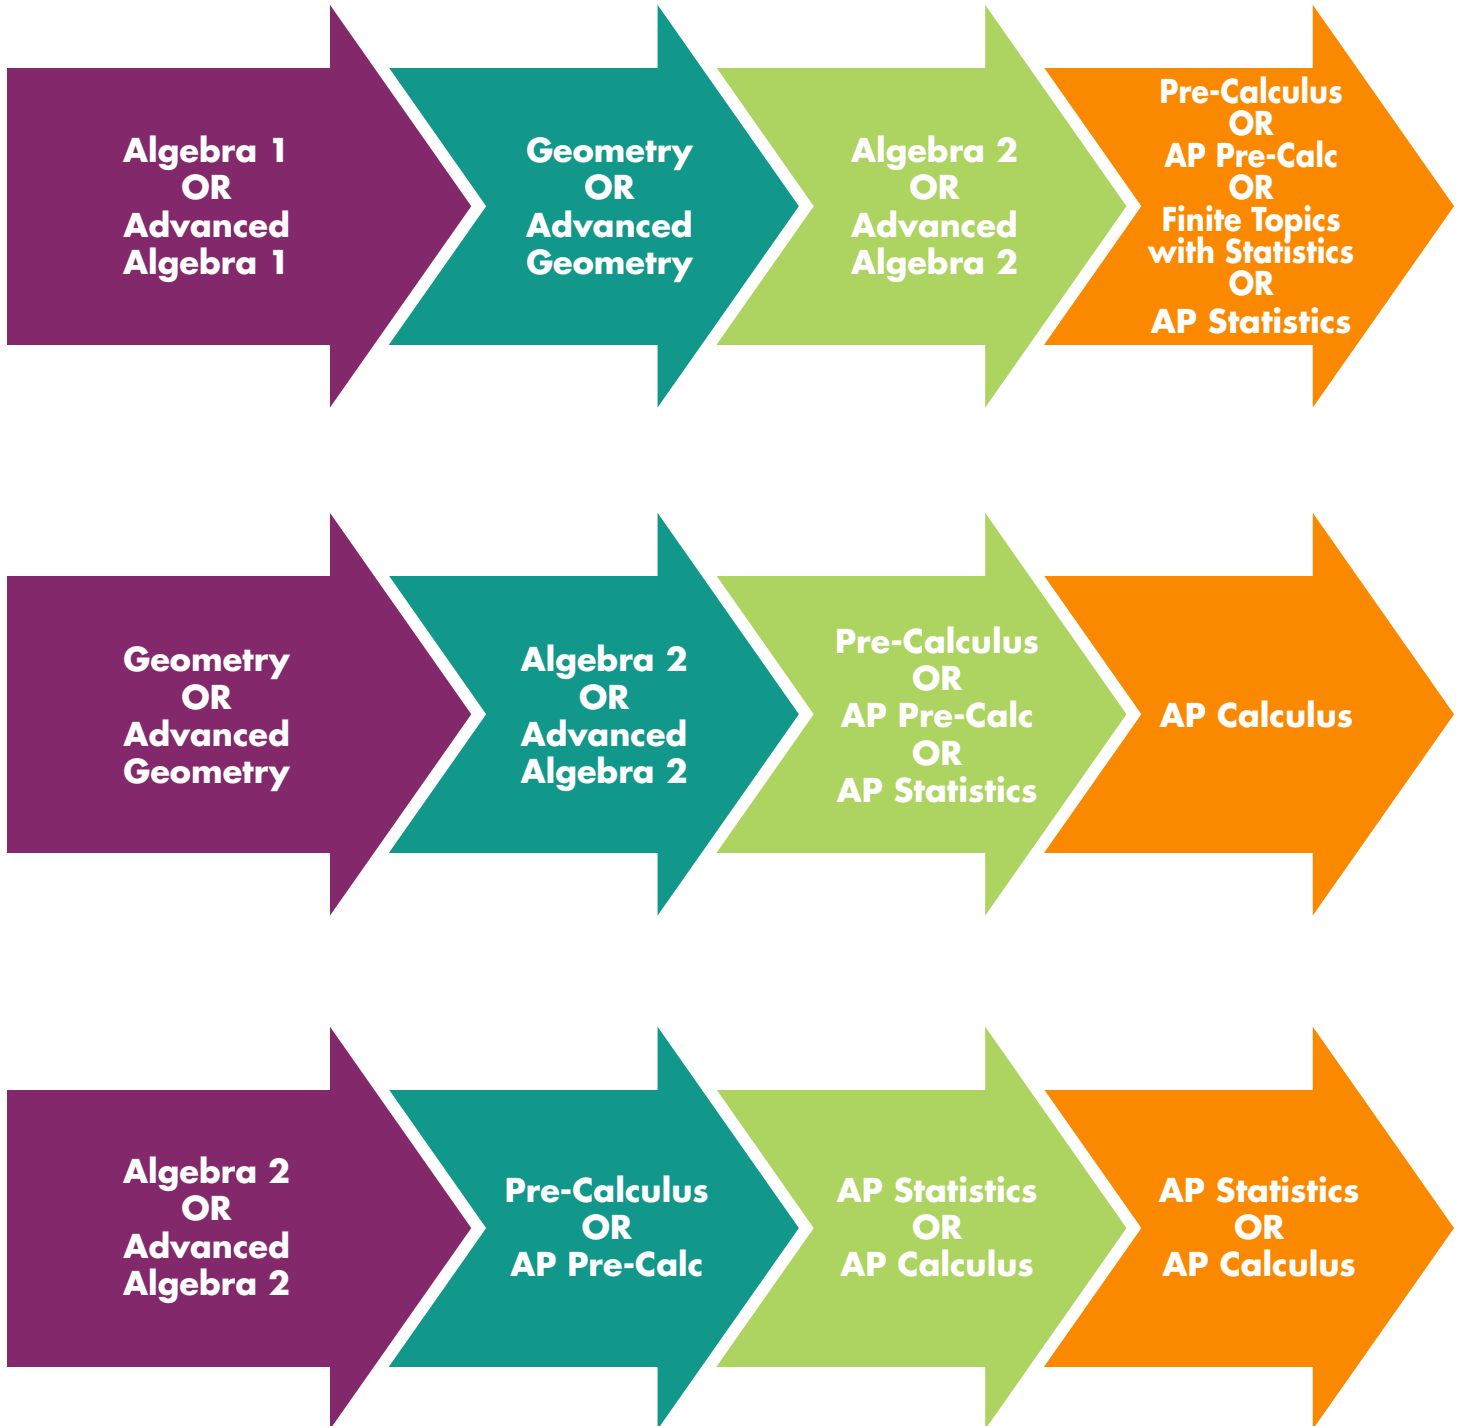 Algebra 1
OR
Advanced
Algebra 1
Geometry
OR
Advanced
Geometry
Algebra 2
OR
Advanced
Algebra 2
Pre-Calculus
OR
AP Pre-Calc
OR
Finite Topics
with Statistics
OR
AP Statistics
Geometry
OR
Advanced
Geometry
Algebra 2
OR
Advanced
Algebra 2
Pre-Calculus
OR
AP Pre-Calc
OR
AP Statistics
AP Calculus
Algebra 2
OR
Advanced
Algebra 2
Pre-Calculus
OR
AP Pre-Calc
AP Statistics
OR
AP Calculus
AP Statistics
OR
AP Calculus